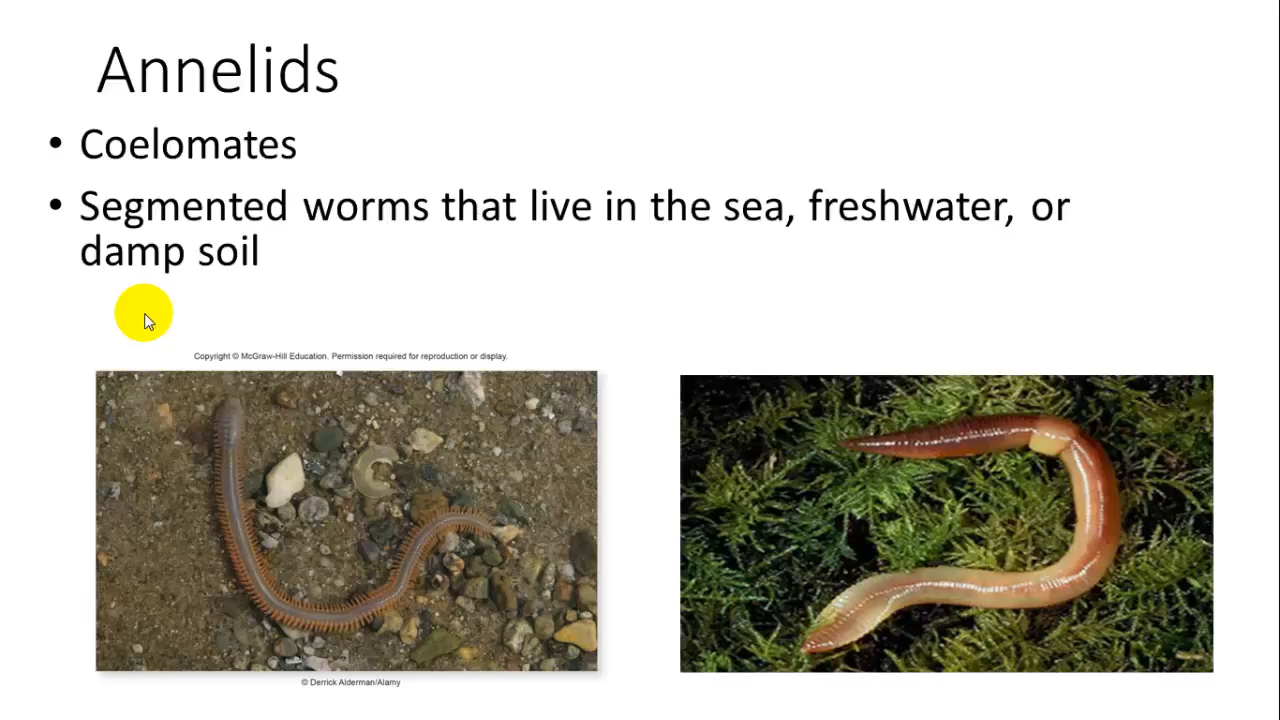 Annelids
• Coelomates
• Segmented worms that live in the sea, freshwater, or
damp soil
Copyright © McGraw-Hill Education. Permission required for reproduction or display.
© Derrick Alderman/Alamy